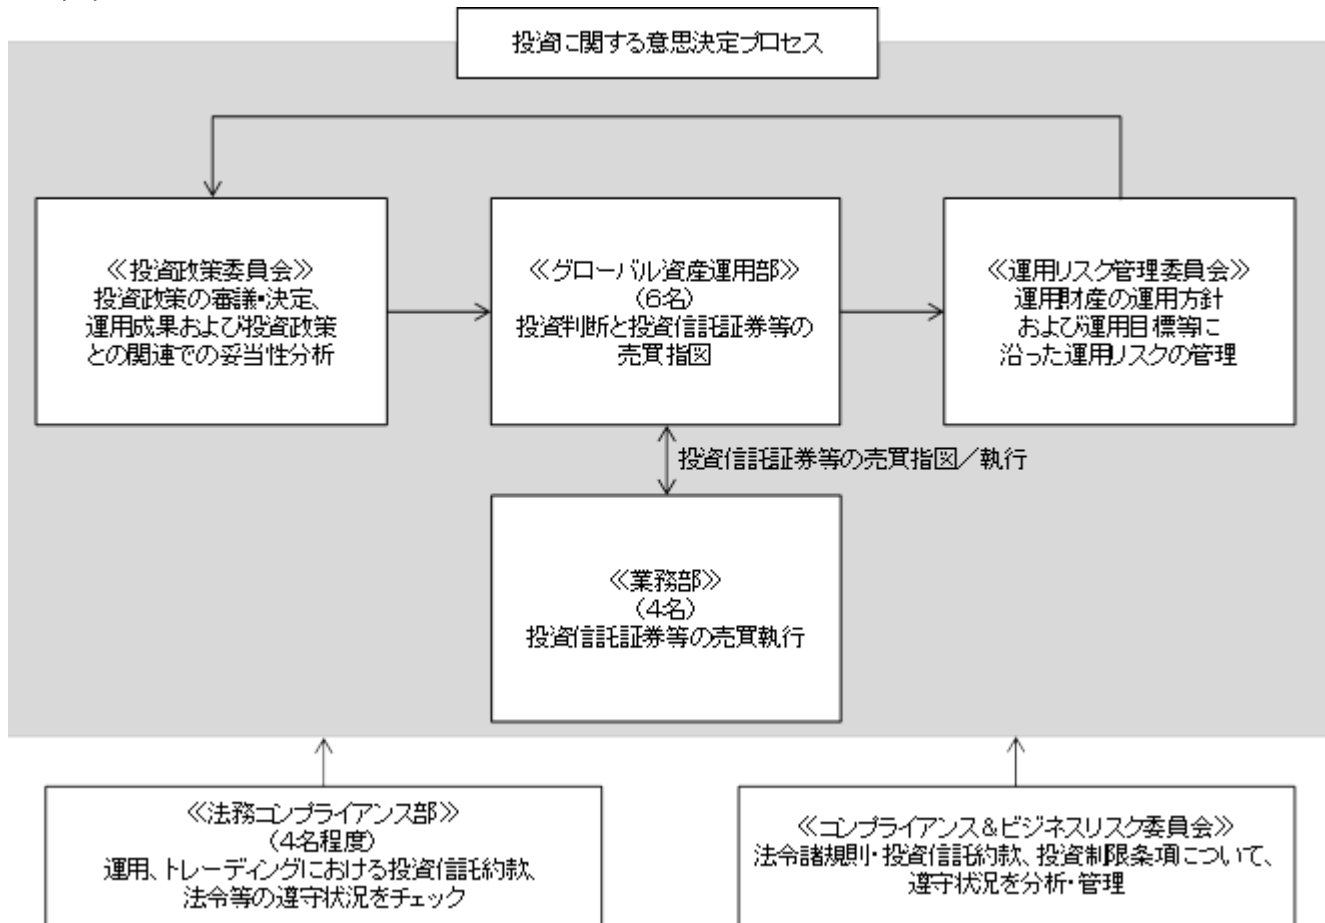 投資に関する意思決定プロセス
≪投資政策委員会≫
投資政策の審議・決定、
運用成果および投資政策
との関連での妥当性分析
≪グローバル資産運用部≫
(6名)
投資判断と投資信託証券等の
売買指図
≪運用リスク管理委員会≫
運用財産の運用方針
および運用目標等に
沿った運用リスクの管理
投資信託証券等の売買指図／執行
≪業務部≫
(4名)
投資信託証券等の売買執行
≪法務コンプライアンス部≫
(4名程度)
運用、トレーディングにおける投資信託約款、
法令等の遵守状況をチェック
≪コンプライアンス＆ビジネスリスク委員会≫
法令諸規則・投資信託約款、投資制限条項について、
遵守状況を分析・管理